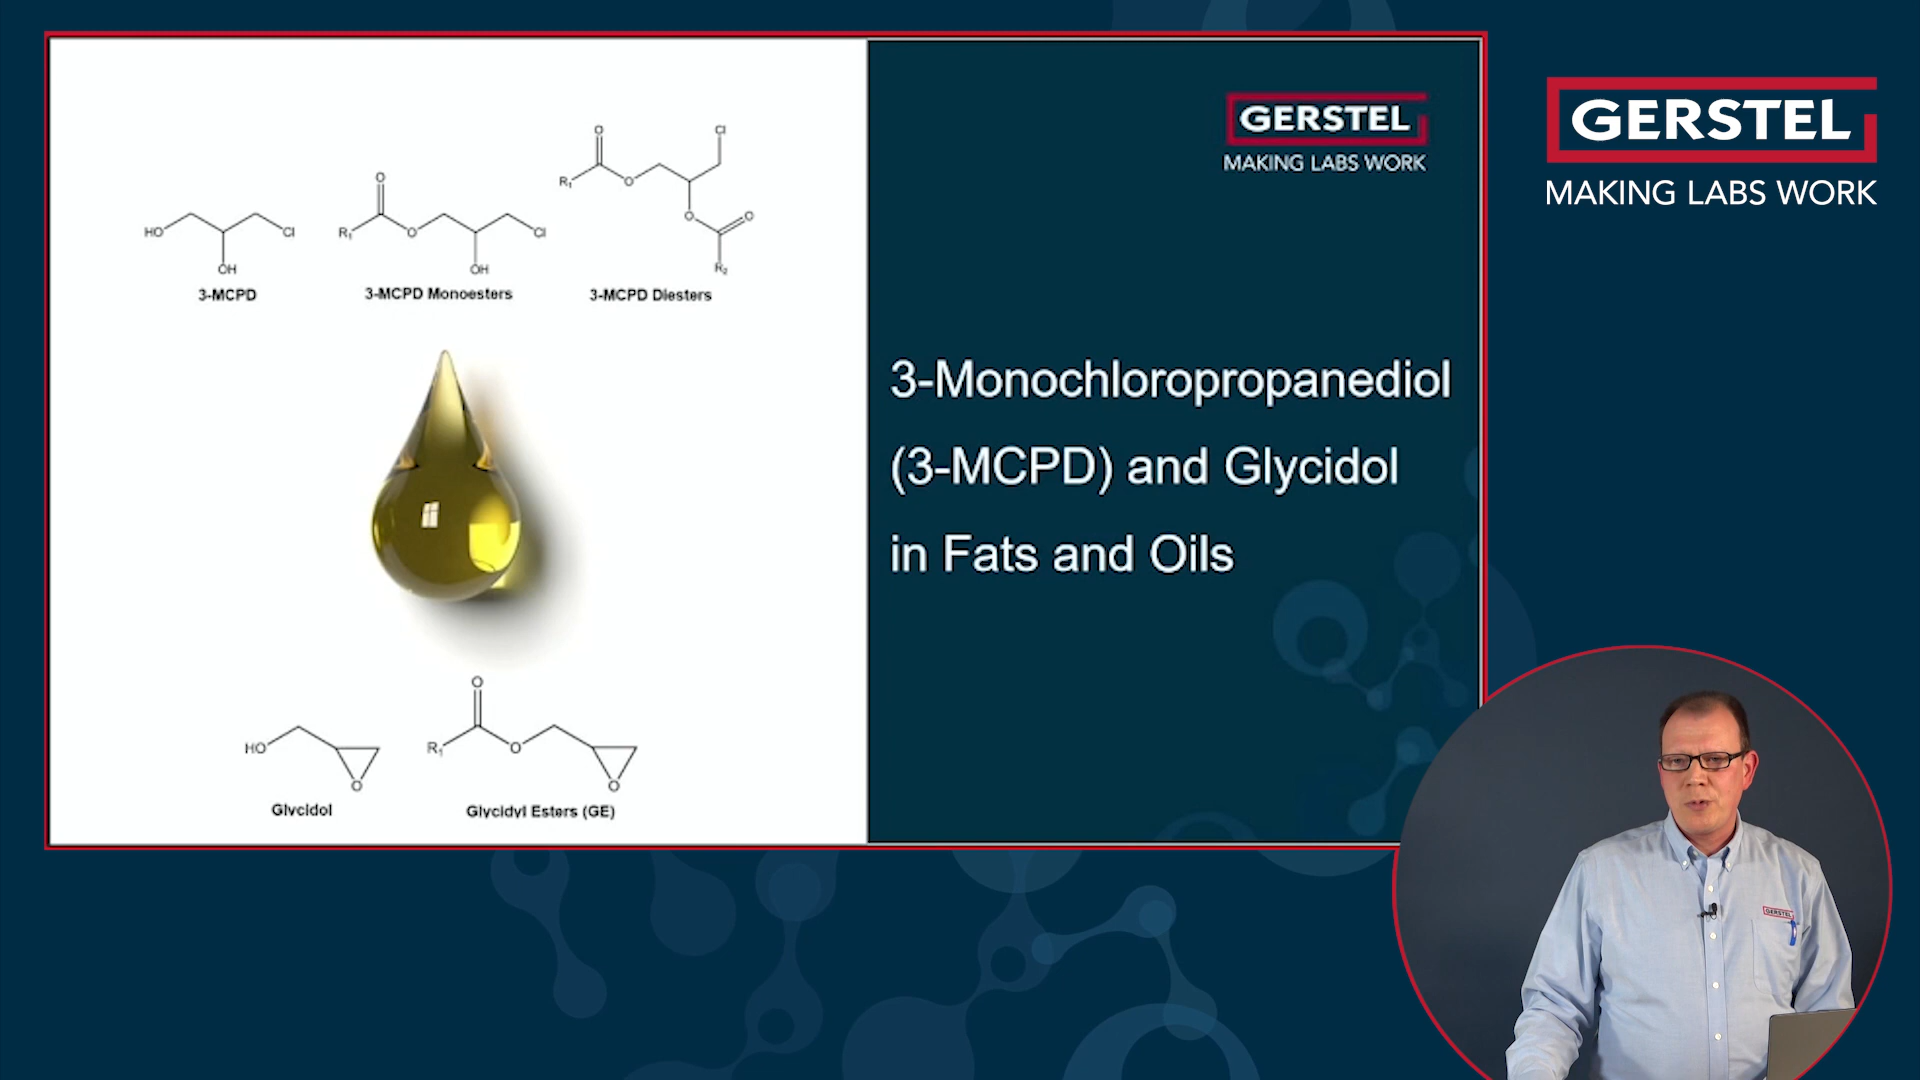 O
Cl
R₁
O
O
O
O
R₂
HO
Cl
OH
3-MCPD
O
R₁
O
Cl
OH
3-MCPD Monoesters
3-MCPD Diesters
HO
O
Glycidol
O
R₁
O
O
Glycidyl Esters (GE)
GERSTEL
MAKING LABS WORK
3-Monochloropropanediol
(3-MCPD) and Glycidol
in Fats and Oils
GERSTEL
MAKING LABS WORK
GERSTEL